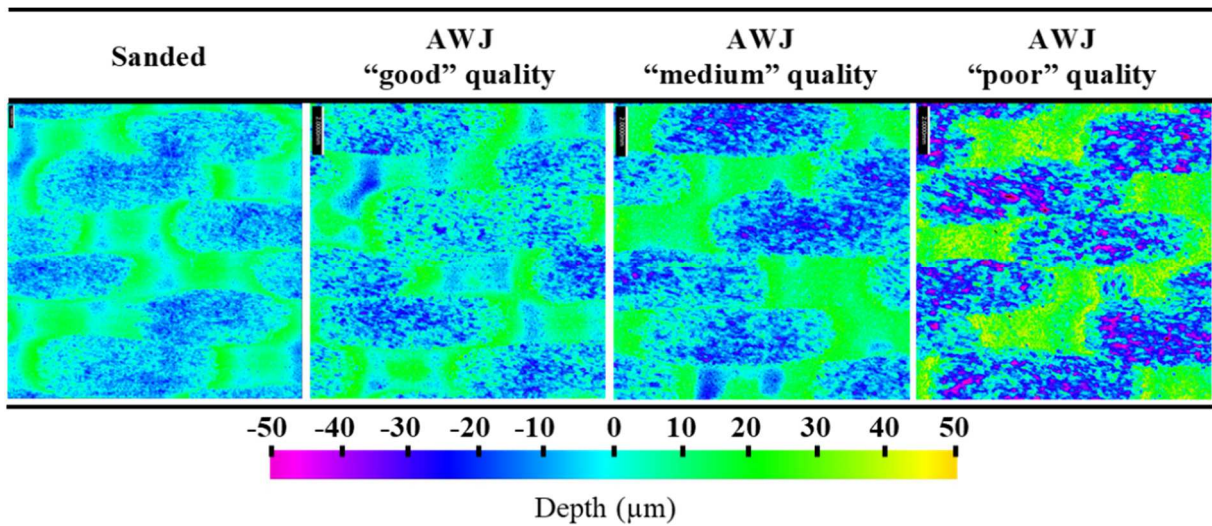 Sanded
AWJ
“good” quality
AWJ
“medium” quality
AWJ
“poor” quality
-50 -40 -30 -20 -10 0 10 20 30 40 50
Depth (µm)